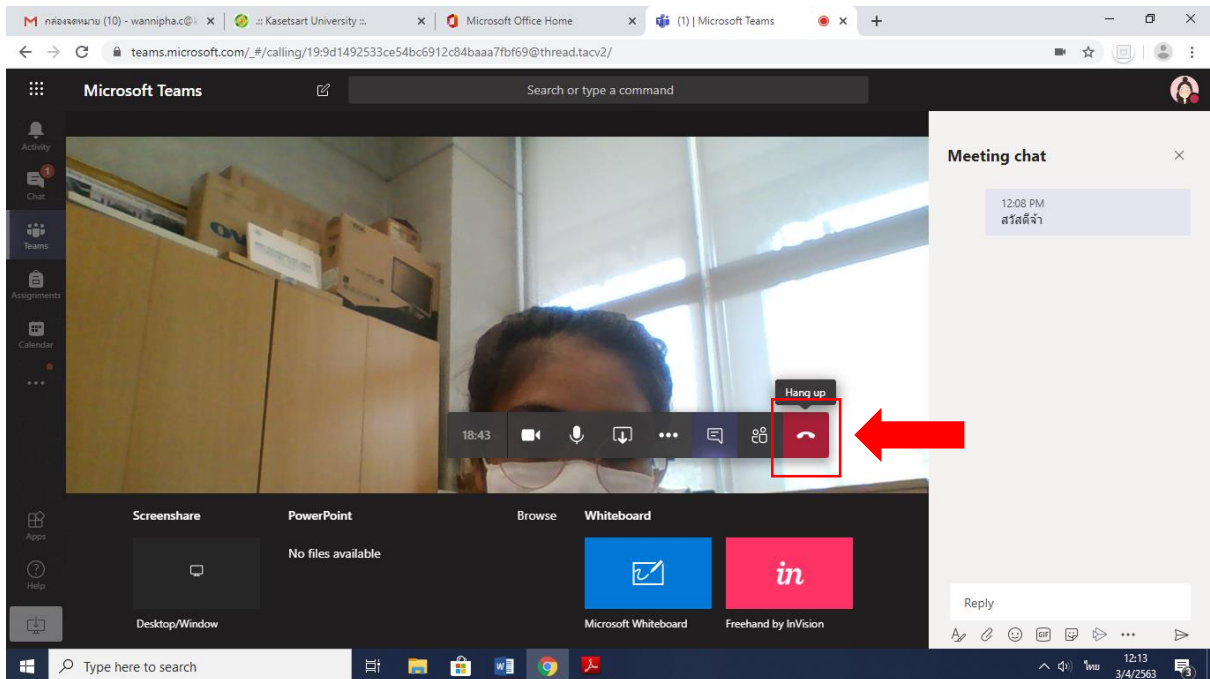 กล่องจดหมาย (10) - wannipha.c@
.:: Kasetsart University ::.
Microsoft Office Home
(1) | Microsoft Teams
teams.microsoft.com/_#/calling/19:9d1492533ce54bc6912c84baaa7fbf69@thread.tacv2/
Microsoft Teams
Search or type a command
Activity
1
Chat
Teams
Assignments
Calendar
Apps
Help
Meeting chat
12:08 PM
สวัสดีจ้า
Hang up
18:43
Screenshare
PowerPoint
Browse
Whiteboard
No files available
in
Desktop/Window
Microsoft Whiteboard
Freehand by InVision
Reply
GIF
Type here to search
ไทย
12:13
3/4/2563
3